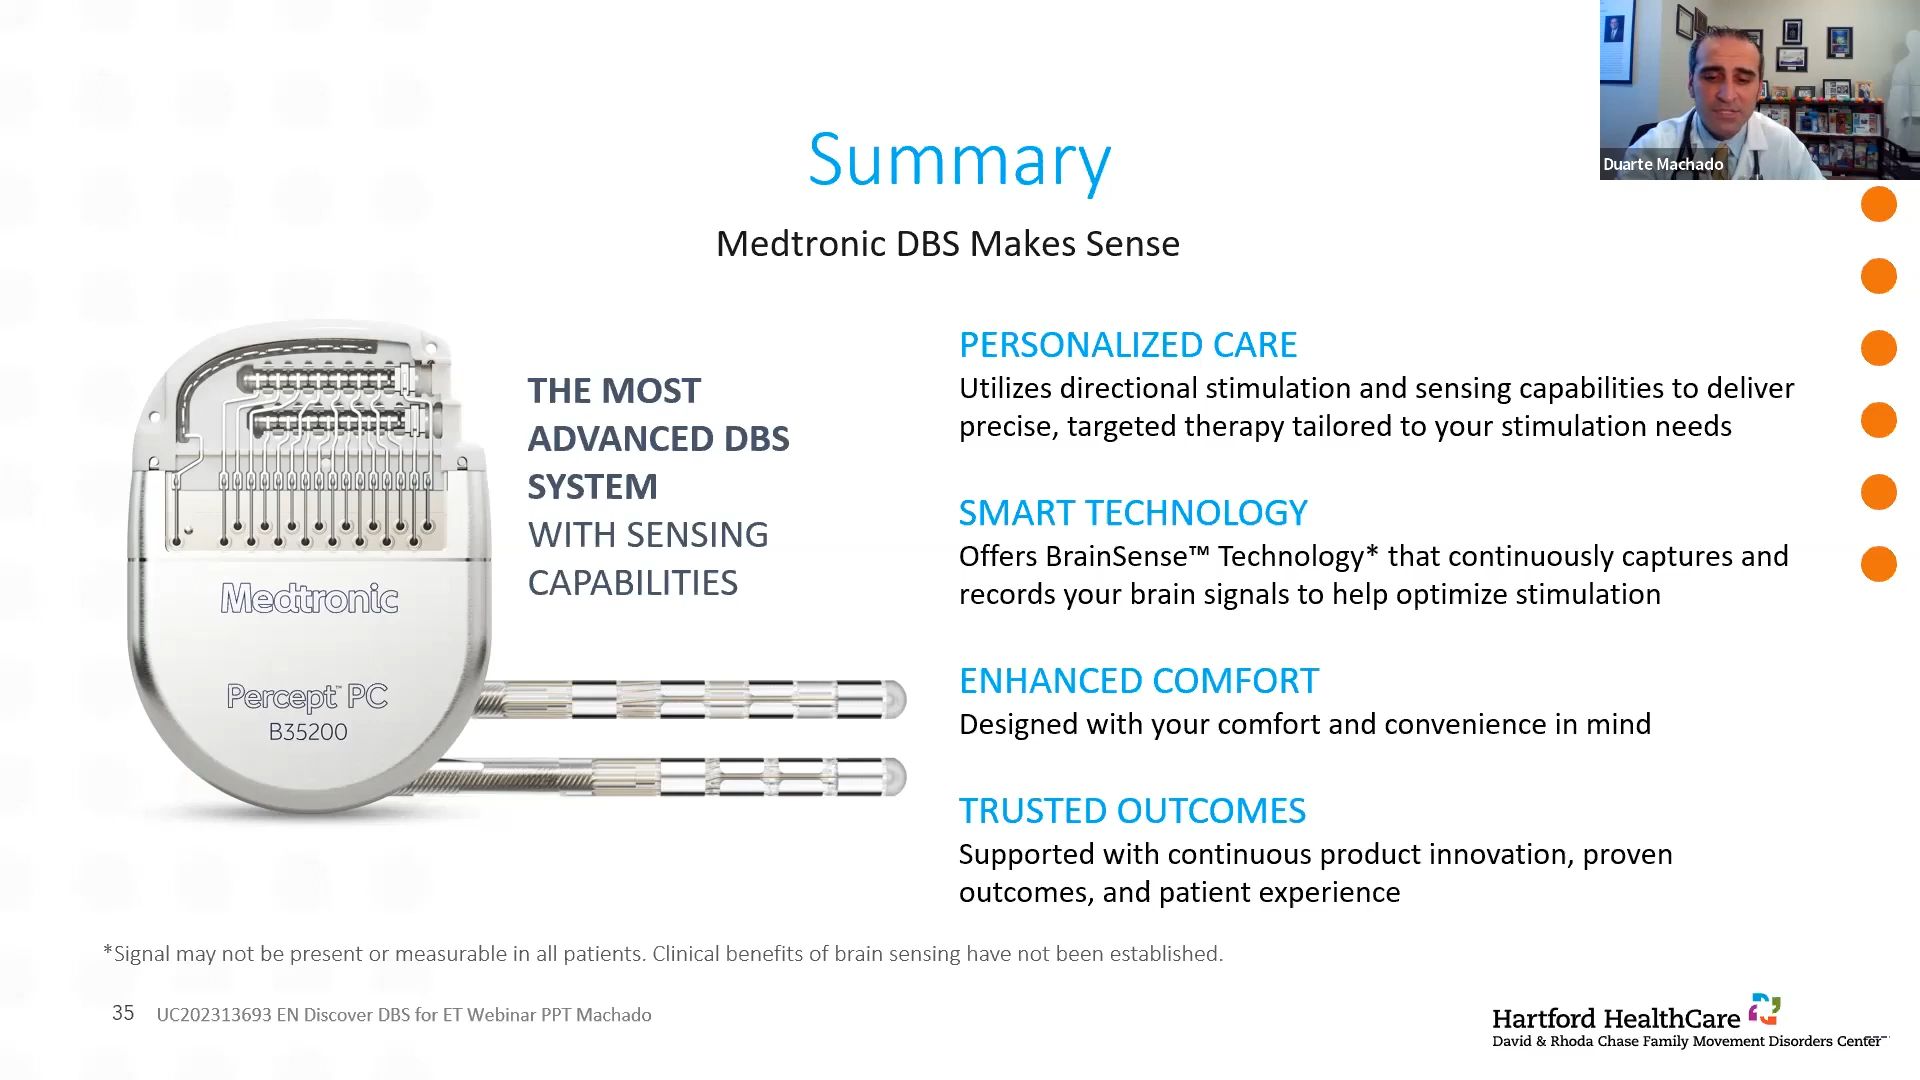 Duarte Machado
Summary
Medtronic DBS Makes Sense
THE MOST
ADVANCED DBS
SYSTEM
WITH SENSING
CAPABILITIES
Medtronic
Percept™ PC
B35200
PERSONALIZED CARE
Utilizes directional stimulation and sensing capabilities to deliver
precise, targeted therapy tailored to your stimulation needs
SMART TECHNOLOGY
Offers BrainSense™ Technology* that continuously captures and
records your brain signals to help optimize stimulation
ENHANCED COMFORT
Designed with your comfort and convenience in mind
TRUSTED OUTCOMES
Supported with continuous product innovation, proven
outcomes, and patient experience
*Signal may not be present or measurable in all patients. Clinical benefits of brain sensing have not been established.
35 UC202313693 EN Discover DBS for ET Webinar PPT Machado
Hartford HealthCare
David & Rhoda Chase Family Movement Disorders Center